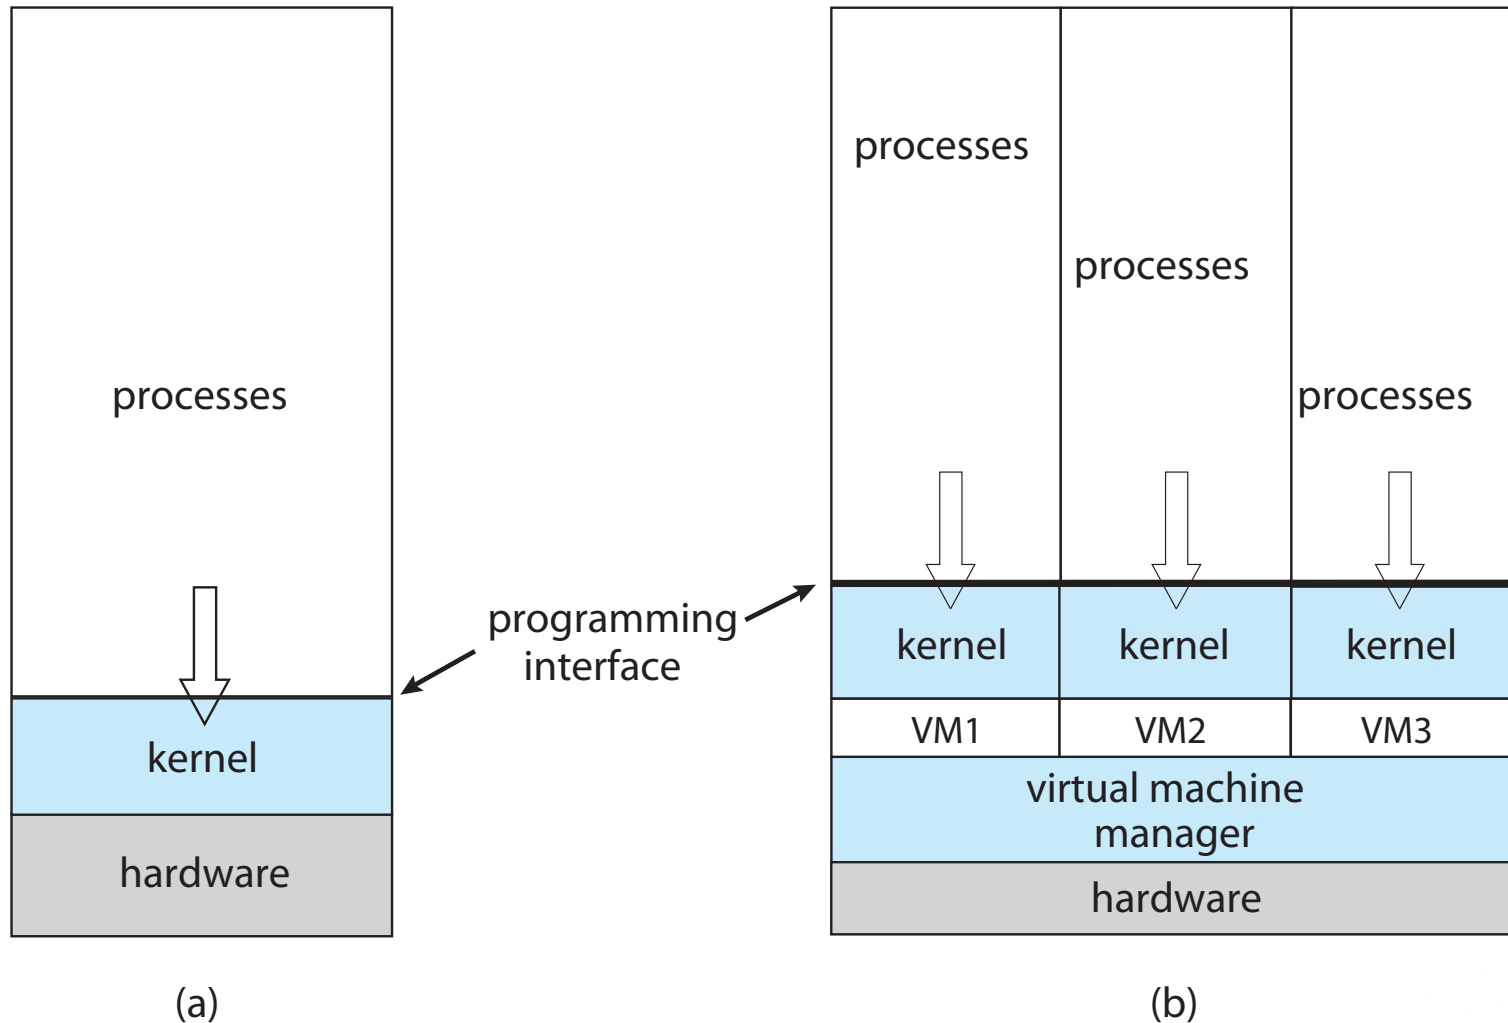 processes
kernel
hardware
(a)
programming
interface
processes
processes
processes
kernel
kernel
kernel
VM1
VM2
VM3
virtual machine
manager
hardware
(b)